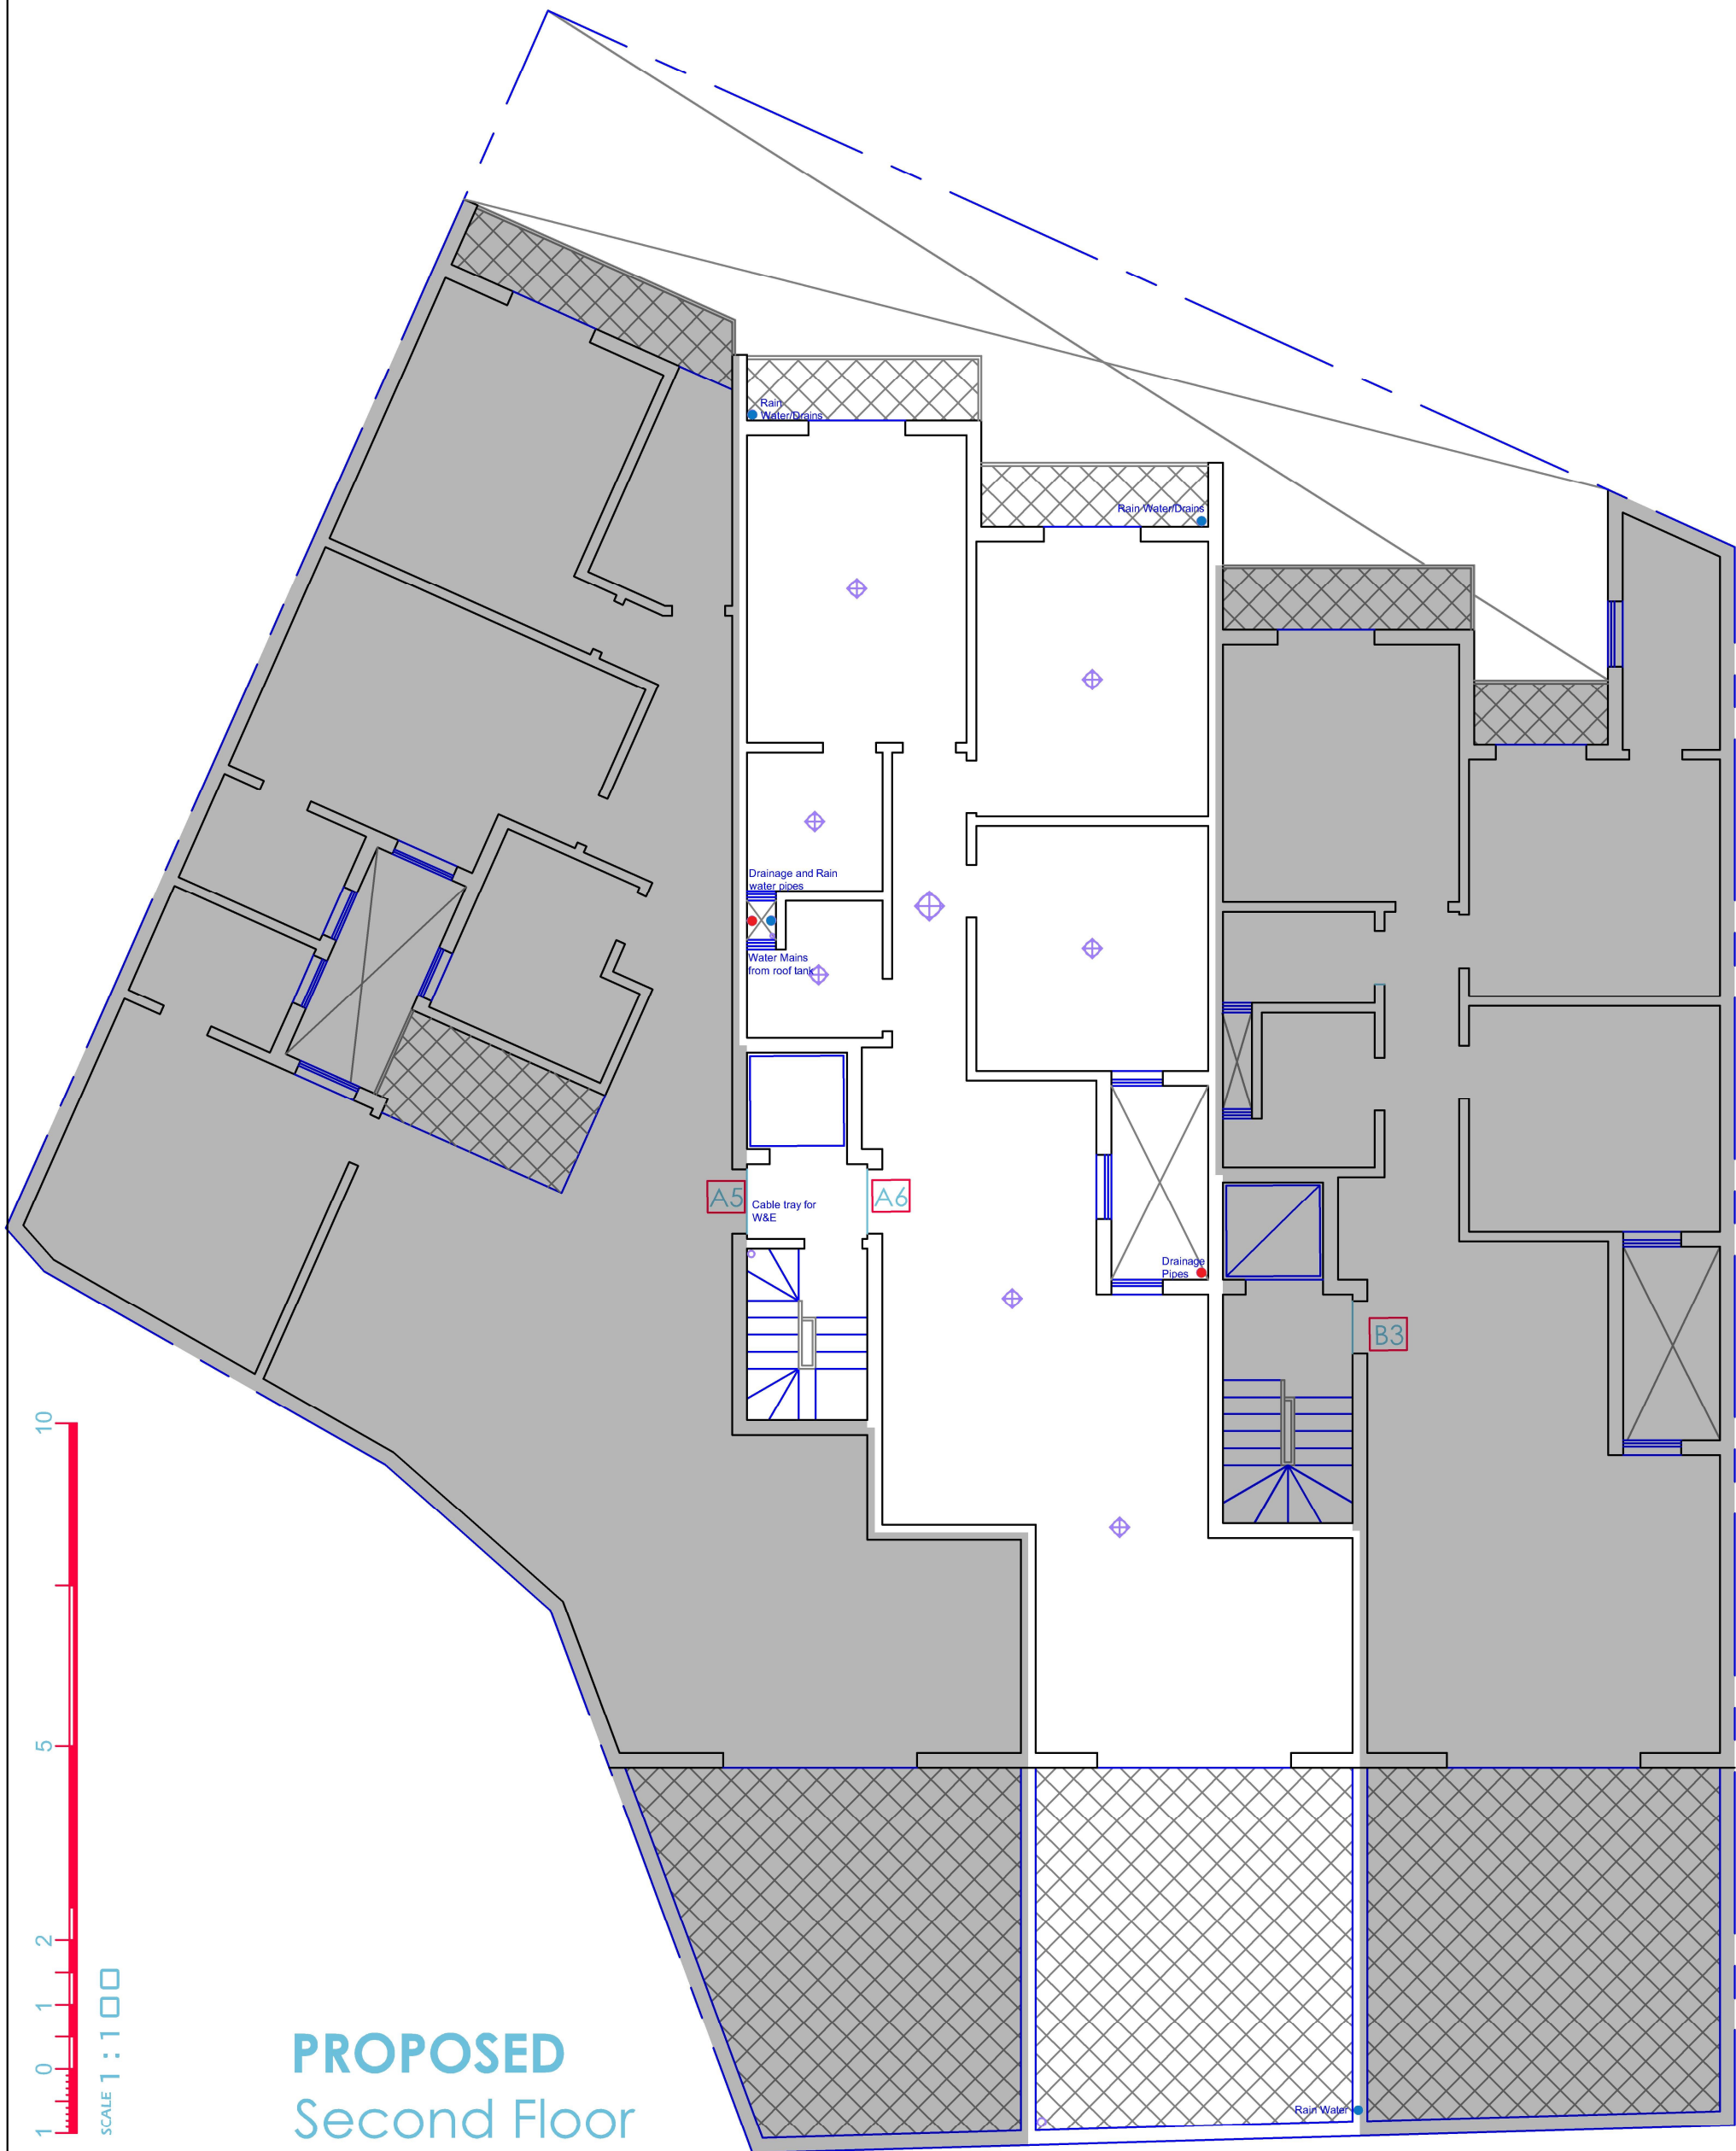 Rain
Water/Drains
Rain Water/Drains
Drainage and Rain
water pipes
Water Mains
from roof tank
A5
Cable tray for
W&E
A6
Drainage
Pipes
B3
10
5
2
1
0
1
SCALE 1:100
PROPOSED
Second Floor
Rain Water